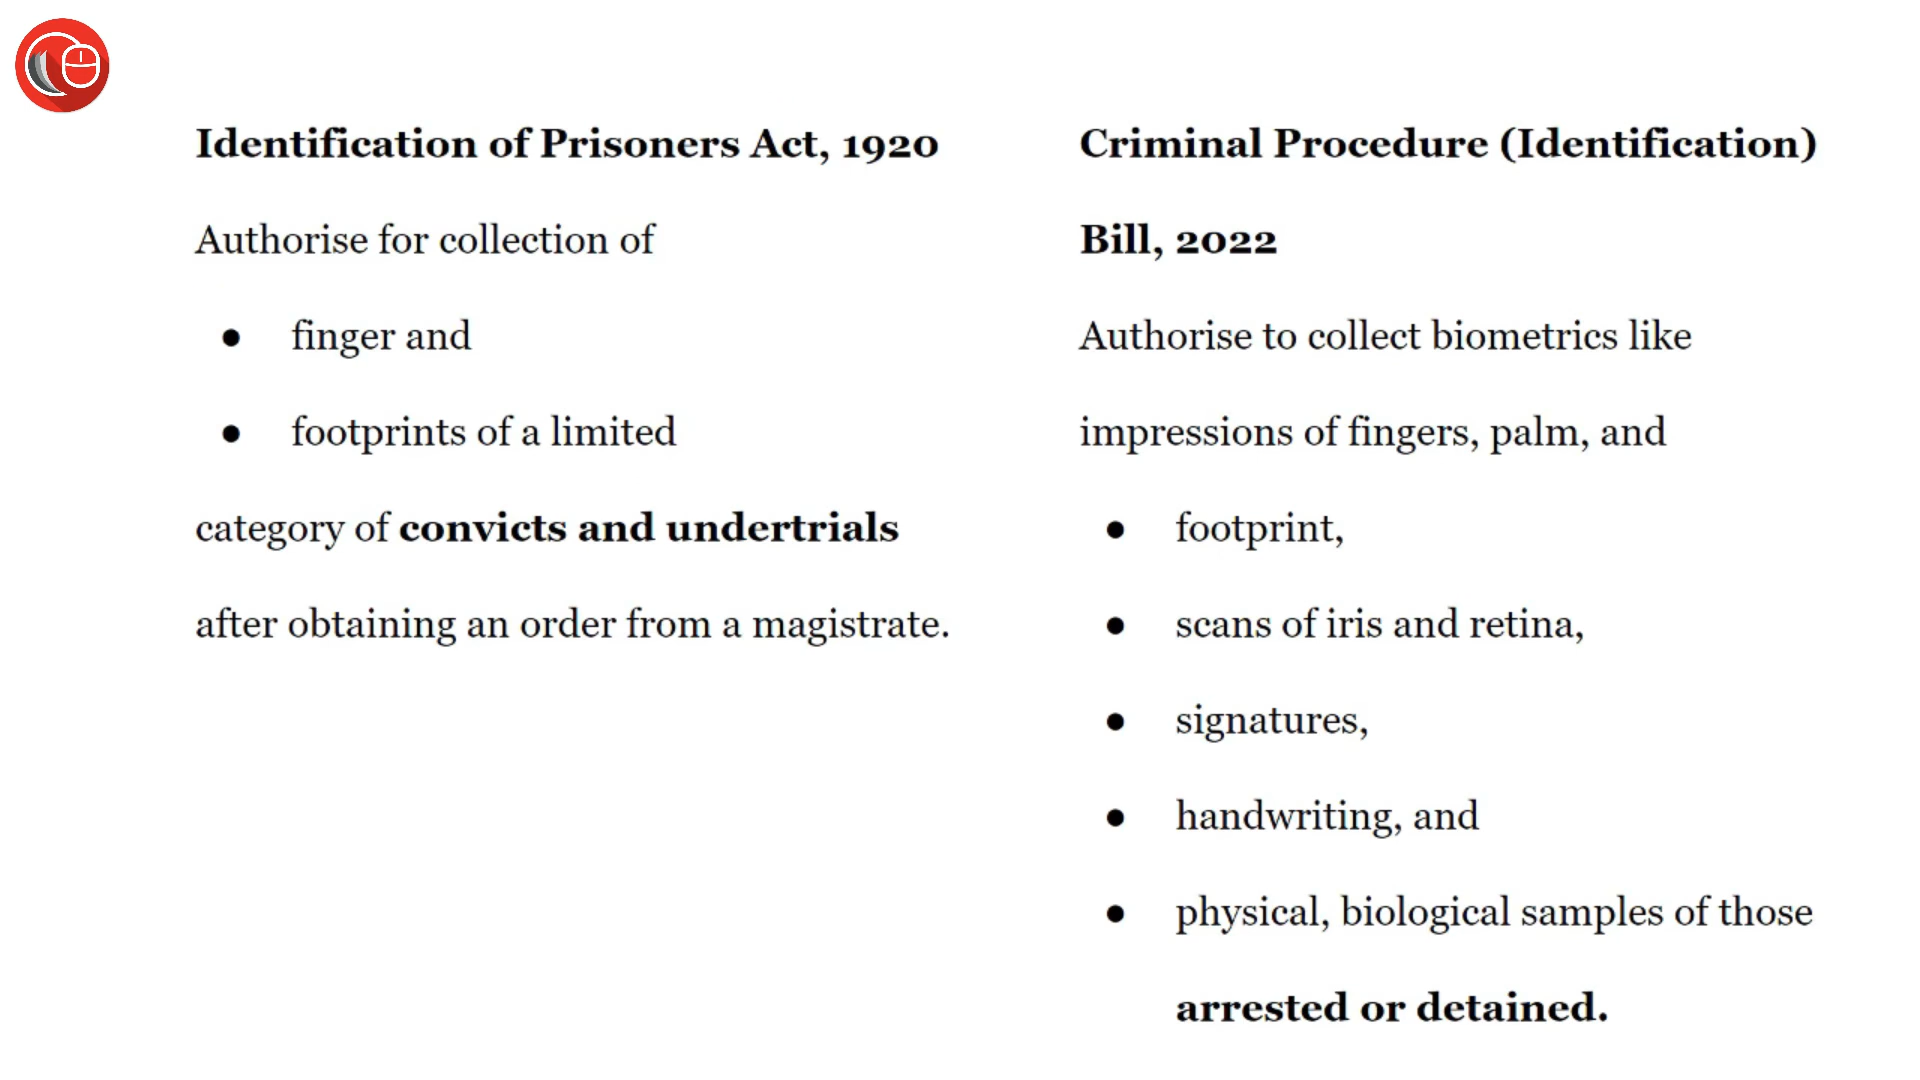 Identification of Prisoners Act, 1920
Authorise for collection of
● finger and
● footprints of a limited
category of convicts and undertrials
after obtaining an order from a magistrate.
Criminal Procedure (Identification)
Bill, 2022
Authorise to collect biometrics like
impressions of fingers, palm, and
● footprint,
● scans of iris and retina,
● signatures,
● handwriting, and
● physical, biological samples of those
arrested or detained.